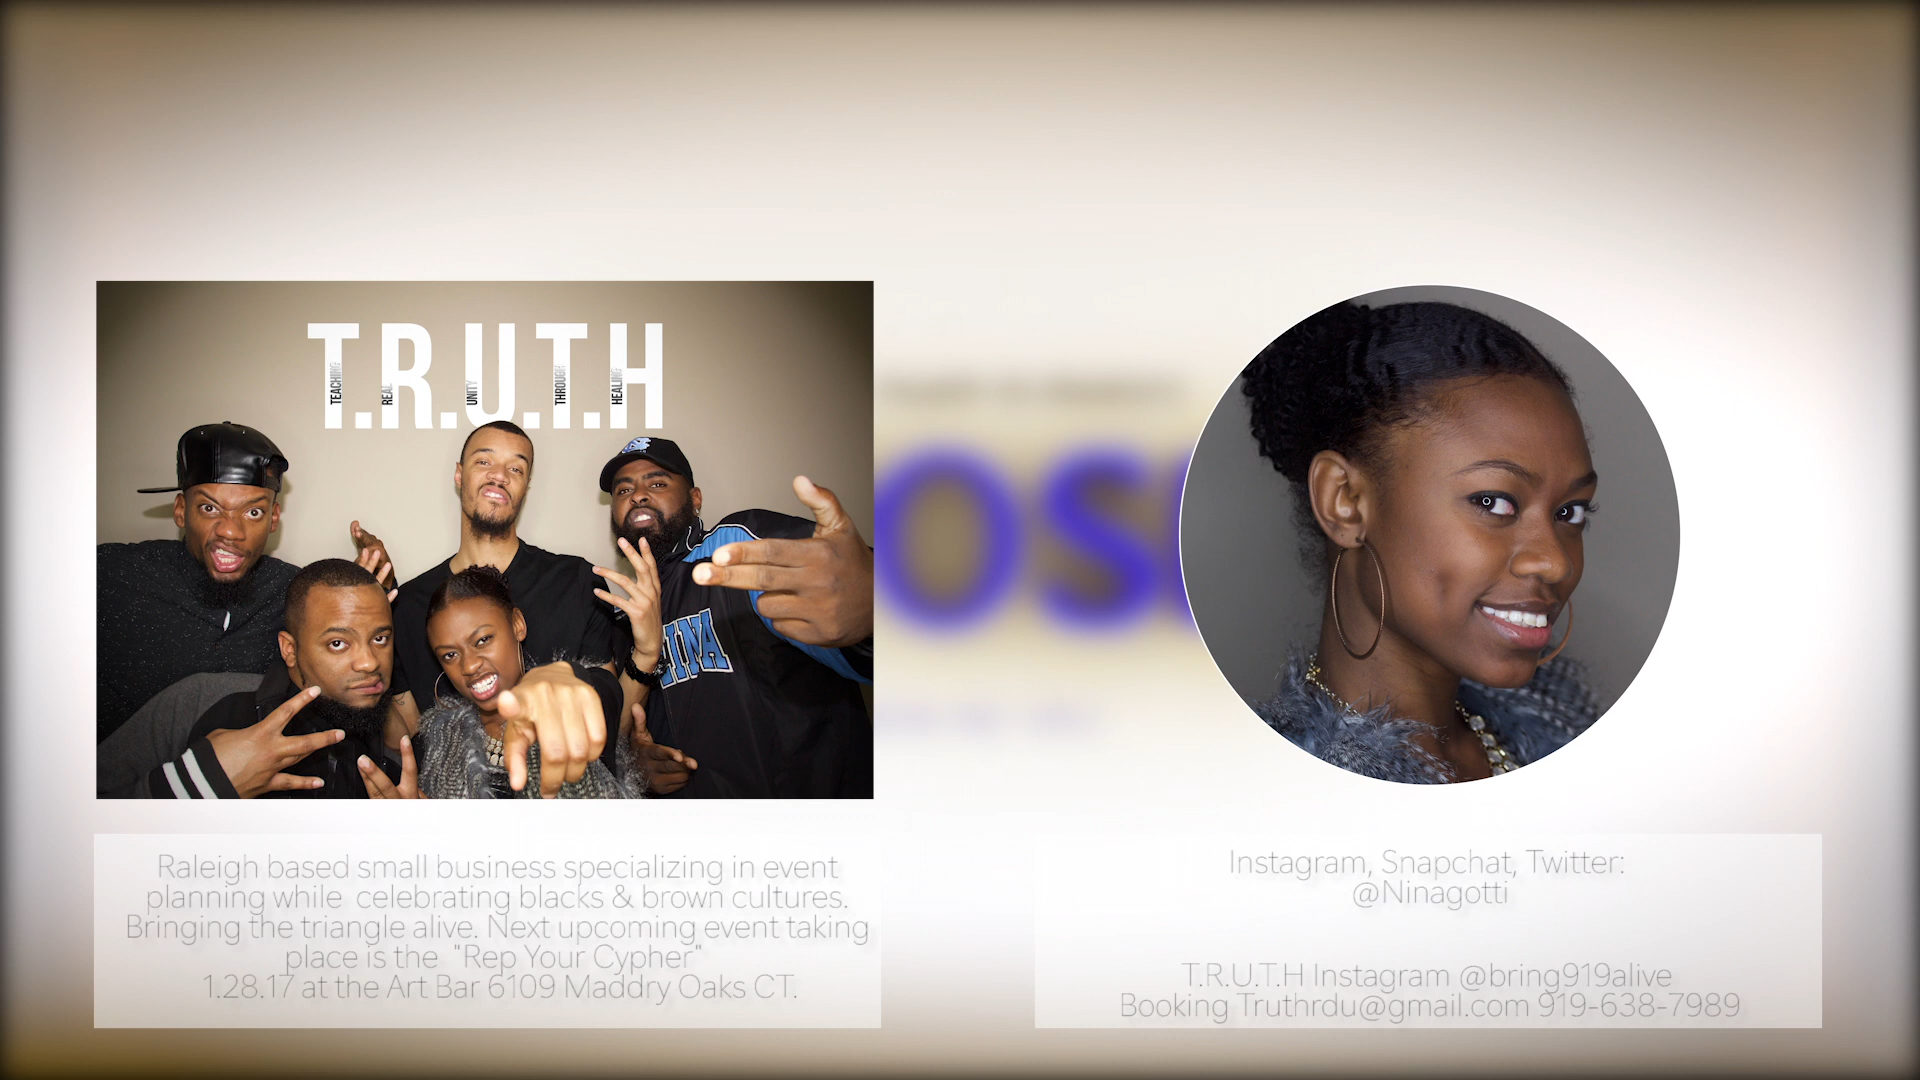 T.R.U.T.H
TEACHING REAL UNITY THROUGH HEALING
INA
Raleigh based small business specializing in event
planning while celebrating blacks & brown cultures.
Bringing the triangle alive. Next upcoming event taking
place is the "Rep Your Cypher"
1.28.17 at the Art Bar 6109 Maddry Oaks CT.
OS
Instagram, Snapchat, Twitter:
@Ninagotti
T.R.U.T.H Instagram @bring919alive
Booking Truthrdu@gmail.com 919-638-7989